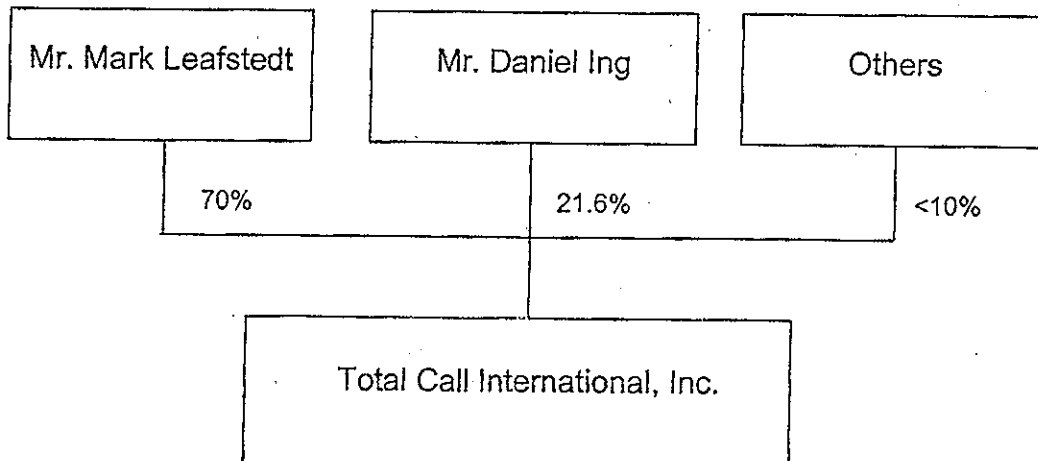 Mr. Mark Leafstedt
Mr. Daniel Ing
Others
70%
21.6%
<10%
Total Call International, Inc.